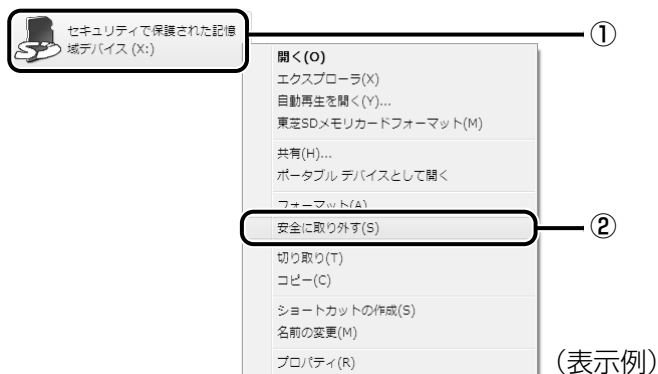 セキュリティで保護された記憶
域デバイス (X:)
①
開く(O)
エクスプローラ(X)
自動再生を開く(Y)...
東芝SDメモリカードフォーマット(M)
共有(H)...
ポータブル デバイスとして開く
フォーマット(A)
安全に取り外す(S)
②
切り取り(T)
コピー(C)
ショートカットの作成(S)
名前の変更(M)
プロパティ(R)
（表示例）